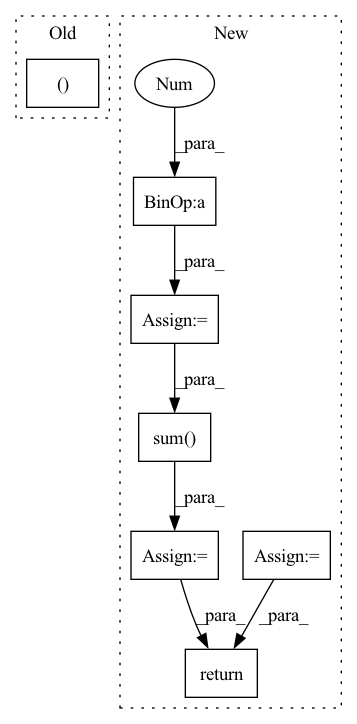 Old
New
()
Num
_para_
BinOp:a
_para_
Assign:=
_para_
sum()
_para_
Assign:=
Assign:=
_para_
_para_
return